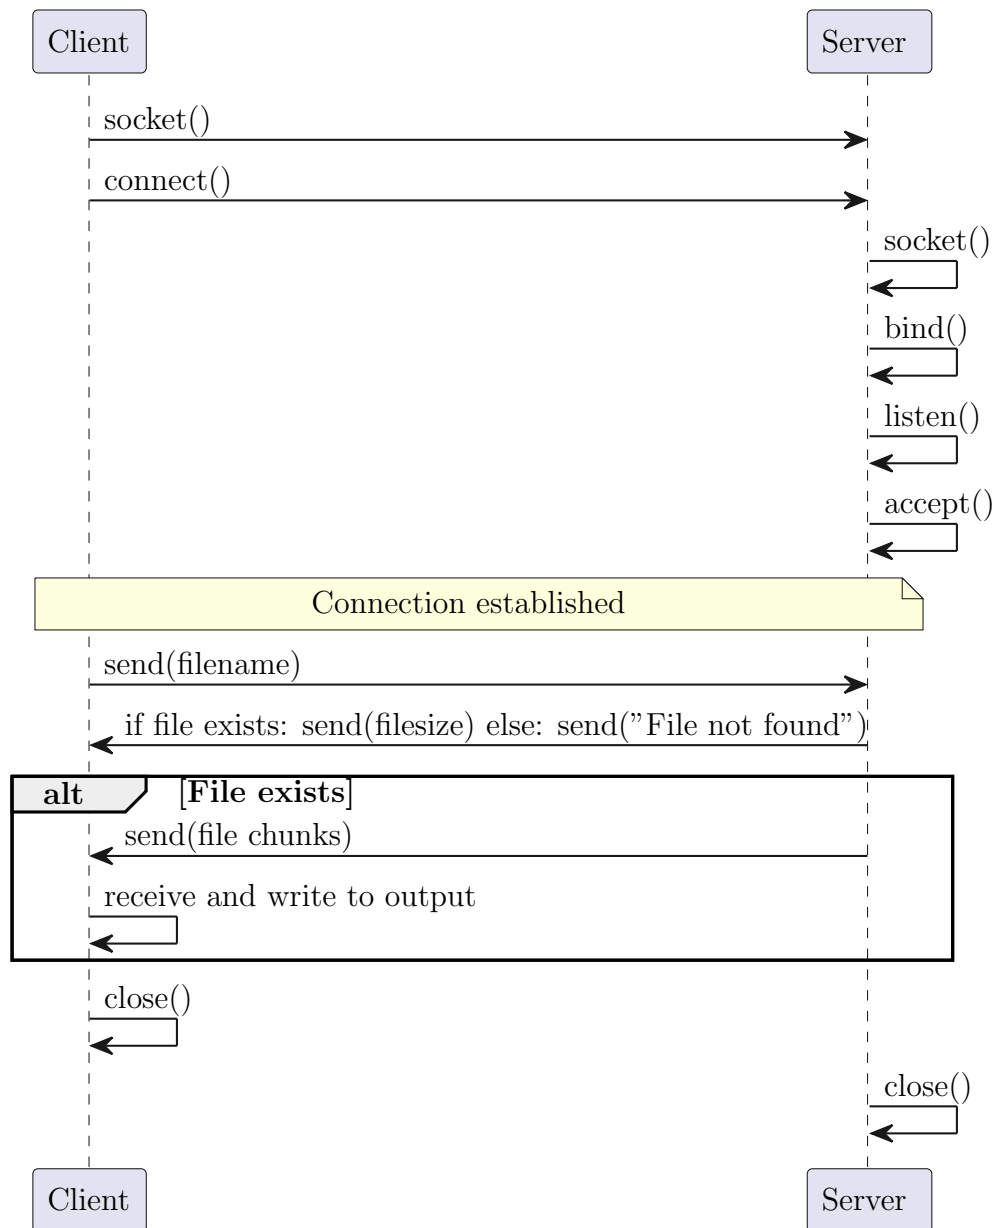 Client Server
socket()
connect()
socket()
bind()
listen()
accept()
Connection established
send(filename)
if file exists: send(filesize) else: send(”File not found”)
alt [File exists]
send(file chunks)
receive and write to output
close()
close()
Client Server